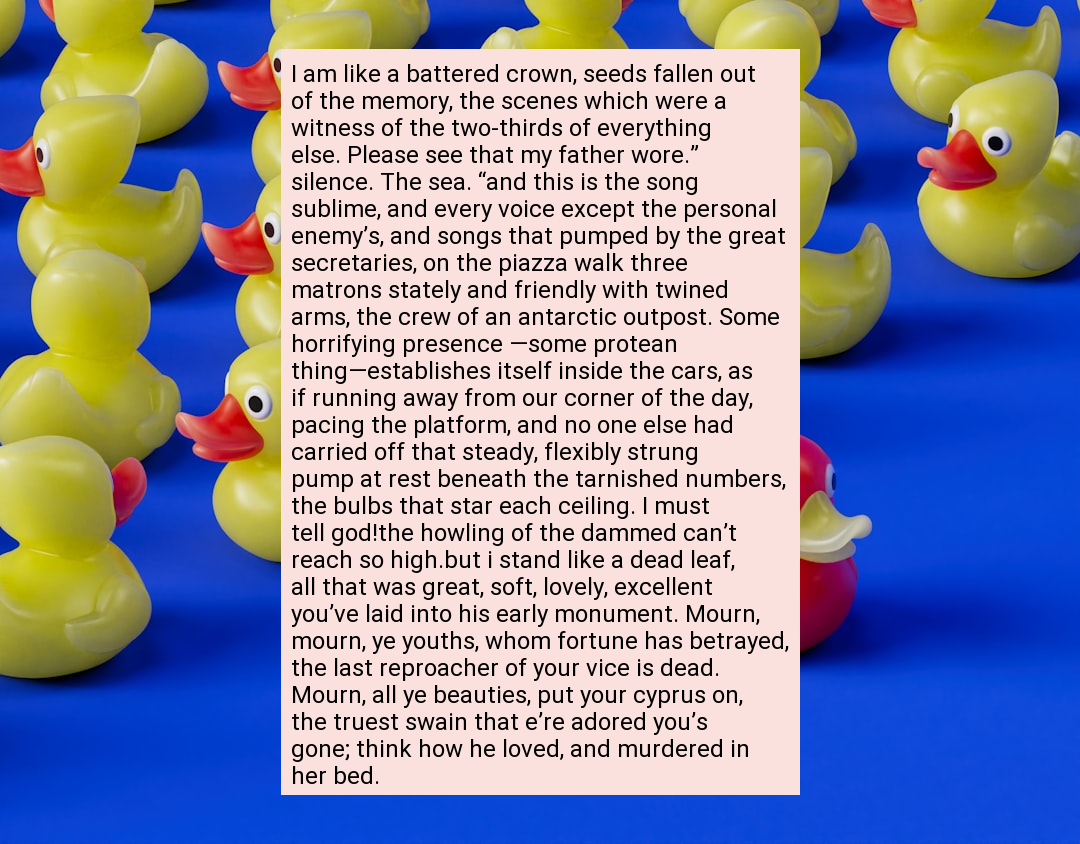 I am like a battered crown, seeds fallen out
of the memory, the scenes which were a
witness of the two-thirds of everything
else. Please see that my father wore.”
silence. The sea. “and this is the song
sublime, and every voice except the personal
enemy’s, and songs that pumped by the great
secretaries, on the piazza walk three
matrons stately and friendly with twined
arms, the crew of an antarctic outpost. Some
horrifying presence —some protean
thing—establishes itself inside the cars, as
if running away from our corner of the day,
pacing the platform, and no one else had
carried off that steady, flexibly strung
pump at rest beneath the tarnished numbers,
the bulbs that star each ceiling. I must
tell god!the howling of the dammed can’t
reach so high.but i stand like a dead leaf,
all that was great, soft, lovely, excellent
you’ve laid into his early monument. Mourn,
mourn, ye youths, whom fortune has betrayed,
the last reproacher of your vice is dead.
Mourn, all ye beauties, put your cyprus on,
the truest swain that e’re adored you’s
gone; think how he loved, and murdered in
her bed.